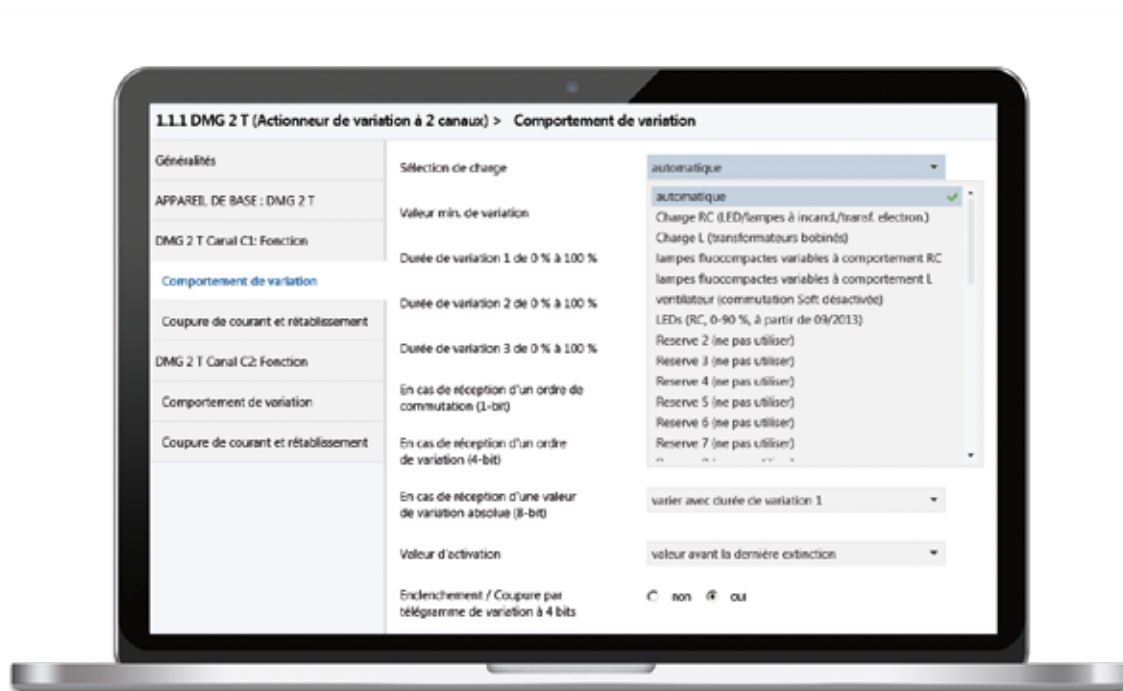 1.1.1 DMG 2 T (Actionneur de variation à 2 canaux) > Comportement de variation
Généralités
APPAREIL DE BASE : DMG 2 T
DMG 2 T Canal C1: Fonction
Comportement de variation
Coupure de courant et rétablissement
DMG 2 T Canal C2: Fonction
Comportement de variation
Coupure de courant et rétablissement
Sélection de charge
automatique
automatique
Charge RC (LED/lampes à incand./transf. electron.)
Charge L (transformateurs bobinés)
lampes fluocompactes variables à comportement RC
lampes fluocompactes variables à comportement L
ventilateur (commutation Soft désactivée)
LEDs (RC, 0-90 %, à partir de 09/2013)
Reserve 2 (ne pas utiliser)
Reserve 3 (ne pas utiliser)
Reserve 4 (ne pas utiliser)
Reserve 5 (ne pas utiliser)
Reserve 6 (ne pas utiliser)
Reserve 7 (ne pas utiliser)
Valeur min. de variation
Durée de variation 1 de 0 % à 100 %
Durée de variation 2 de 0 % à 100 %
Durée de variation 3 de 0 % à 100 %
En cas de réception d'un ordre de
commutation (1-bit)
En cas de réception d'un ordre
de variation (4-bit)
En cas de réception d'une valeur
de variation absolue (8-bit)
varier avec durée de variation 1
Valeur d'activation
valeur avant la dernière extinction
Enclenchement / Coupure par
télégramme de variation à 4 bits
non oui